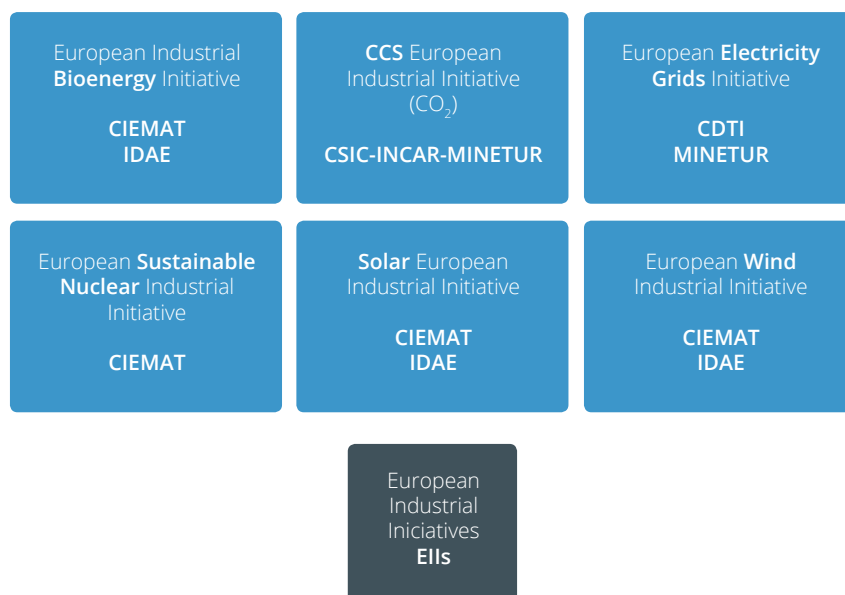 European Industrial
Bioenergy Initiative
CIEMAT
IDAE
CCS European
Industrial Initiative
(CO₂)
CSIC-INCAR-MINETUR
European Electricity
Grids Initiative
CDTI
MINETUR
European Sustainable
Nuclear Industrial
Initiative
CIEMAT
Solar European
Industrial Initiative
CIEMAT
IDAE
European Wind
Industrial Initiative
CIEMAT
IDAE
European
Industrial
Iniciatives
EIIs